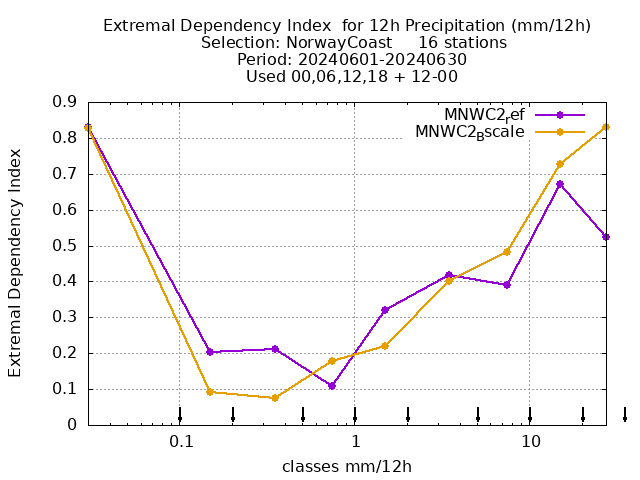 Extremal Dependency Index  for 12h Precipitation (mm/12h)
Selection: NorwayCoast     16 stations
Period: 20240601-20240630
Used 00,06,12,18 + 12-00
MNWC2ref
MNWC2Bscale
Extremal Dependency Index
0.9
0.8
0.7
0.6
0.5
0.4
0.3
0.2
0.1
0
0.1 1 10
classes mm/12h